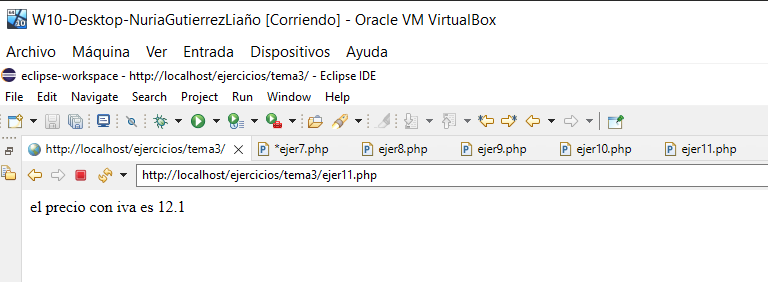 W10-Desktop-NuriaGutierrezLiaño [Corriendo] - Oracle VM VirtualBox
Archivo Máquina Ver Entrada Dispositivos Ayuda
eclipse-workspace - http://localhost/ejercicios/tema3/ - Eclipse IDE
File Edit Navigate Search Project Run Window Help
http://localhost/ejercicios/tema3/ *ejer7.php ejer8.php ejer9.php ejer10.php ejer11.php
http://localhost/ejercicios/tema3/ejer11.php
el precio con iva es 12.1